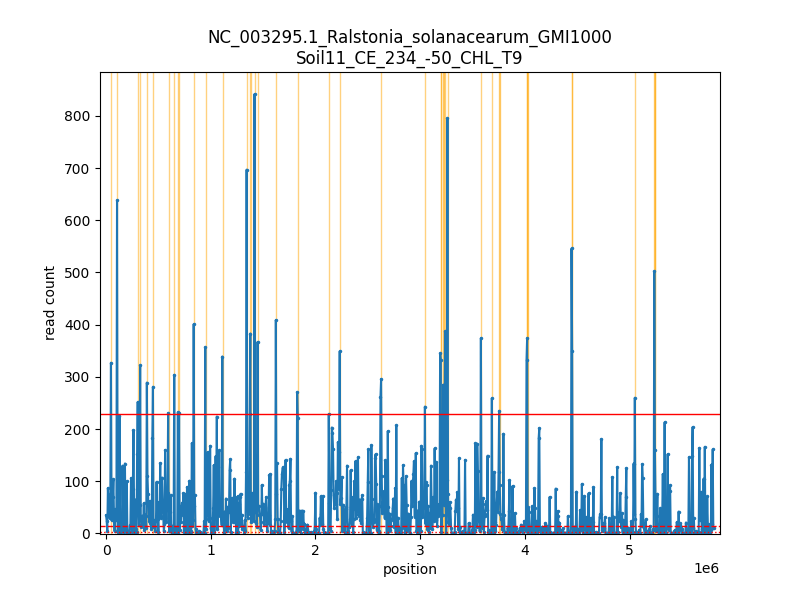 NC_003295.1_Ralstonia_solanacearum_GMI1000
Soil11_CE_234_-50_CHL_T9
800
700
600
500
400
300
200
100
0
read count
0 1 2 3 4 5
1e6
position